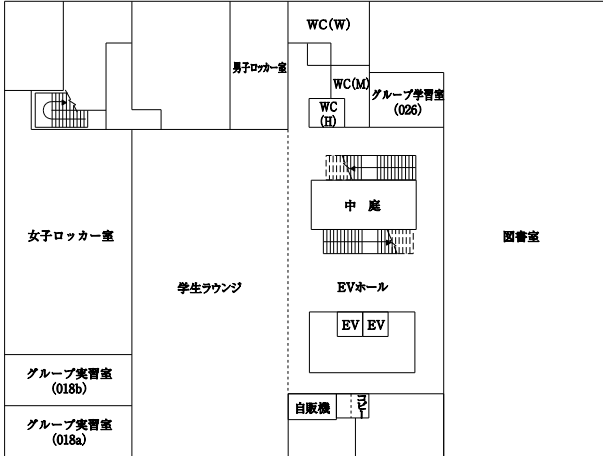 WC(W)
男子ロッカー室
WC(M)
グループ学習室
(026)
WC
(H)
中 庭
女子ロッカー室
図書室
学生ラウンジ
EVホール
EV
EV
グループ実習室
(018b)
自販機
コピー
グループ実習室
(018a)